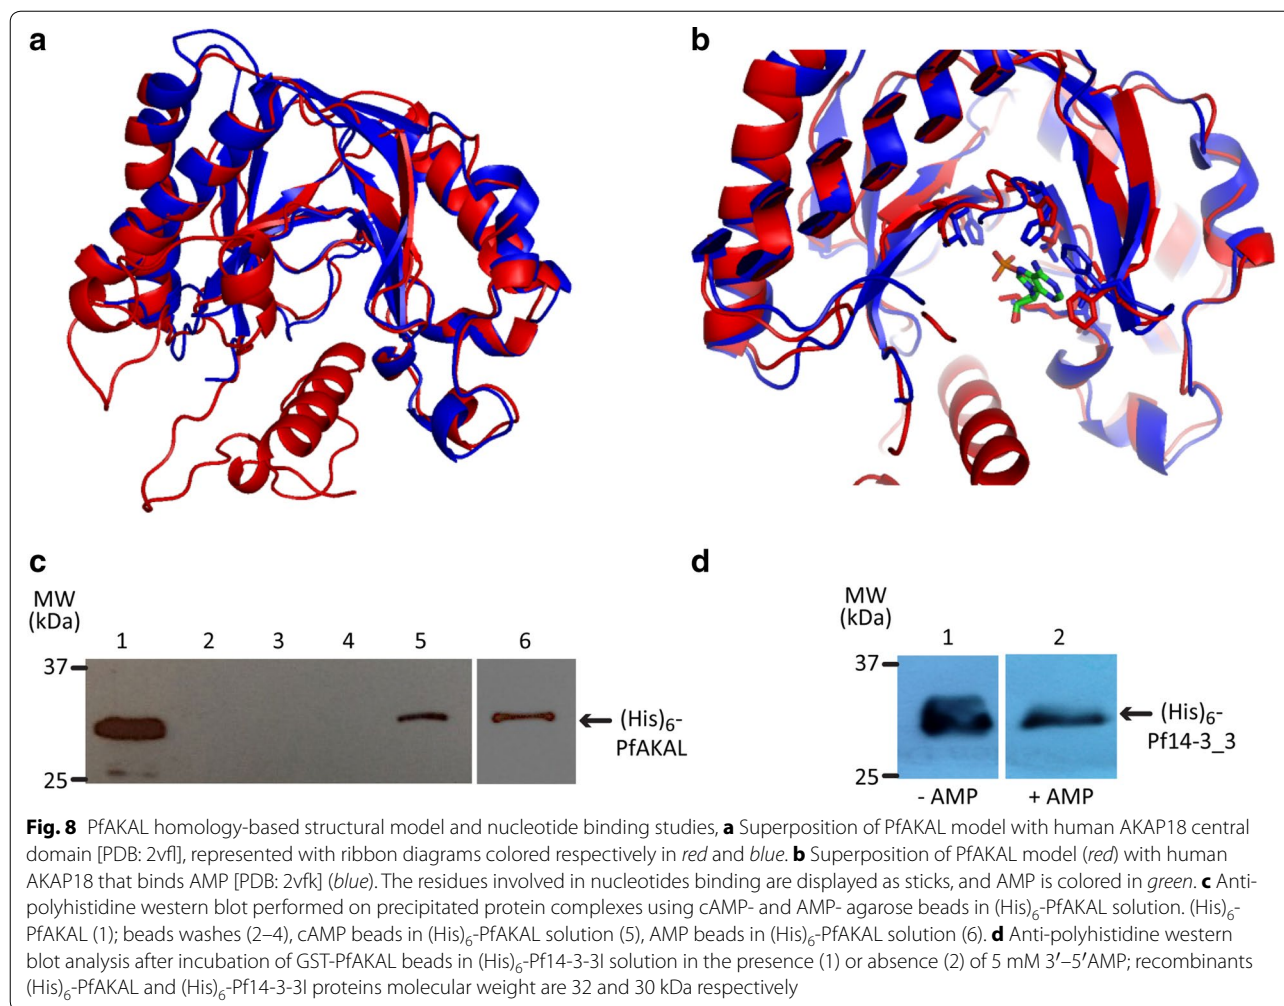 a
b
c
d
MW
(kDa)
1 2 3 4 5 6
37
25
(His)6-
PfAKAL
MW
(kDa)
1 2
37
25
(His)6-
Pf14-3_3
- AMP + AMP
Fig. 8 PfAKAL homology-based structural model and nucleotide binding studies, a Superposition of PfAKAL model with human AKAP18 central
domain [PDB: 2vfl], represented with ribbon diagrams colored respectively in red and blue. b Superposition of PfAKAL model (red) with human
AKAP18 that binds AMP [PDB: 2vfk] (blue). The residues involved in nucleotides binding are displayed as sticks, and AMP is colored in green. c Anti-
polyhistidine western blot performed on precipitated protein complexes using cAMP- and AMP- agarose beads in (His)6-PfAKAL solution. (His)6-
PfAKAL (1); beads washes (2–4), cAMP beads in (His)6-PfAKAL solution (5), AMP beads in (His)6-PfAKAL solution (6). d Anti-polyhistidine western
blot analysis after incubation of GST-PfAKAL beads in (His)6-Pf14-3-3I solution in the presence (1) or absence (2) of 5 mM 3′–5′AMP; recombinants
(His)6-PfAKAL and (His)6-Pf14-3-3I proteins molecular weight are 32 and 30 kDa respectively